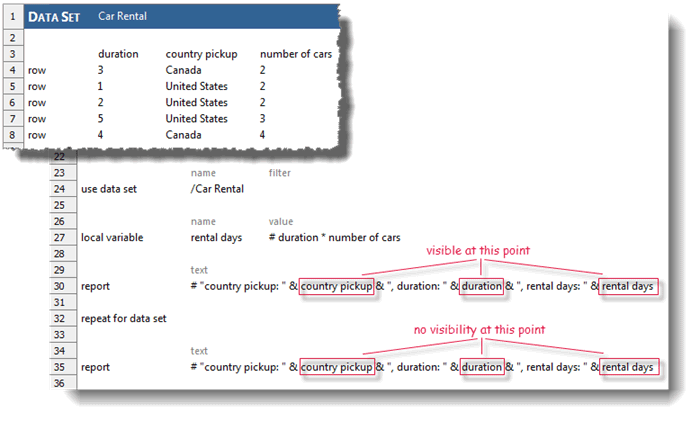 1 DATA SET Car Rental
2
3 duration country pickup number of cars
4 row 3 Canada 2
5 row 1 United States 2
6 row 2 United States 2
7 row 5 United States 3
8 row 4 Canada 4
22
23 name filter
24 use data set /Car Rental
25
26 name value
27 local variable rental days # duration * number of cars
28 visible at this point
29 text
30 report # "country pickup: " & country pickup & ", duration: " & duration & ", rental days: " & rental days
31
32 repeat for data set
33 no visibility at this point
34 text
35 report # "country pickup: " & country pickup & ", duration: " & duration & ", rental days: " & rental days
36